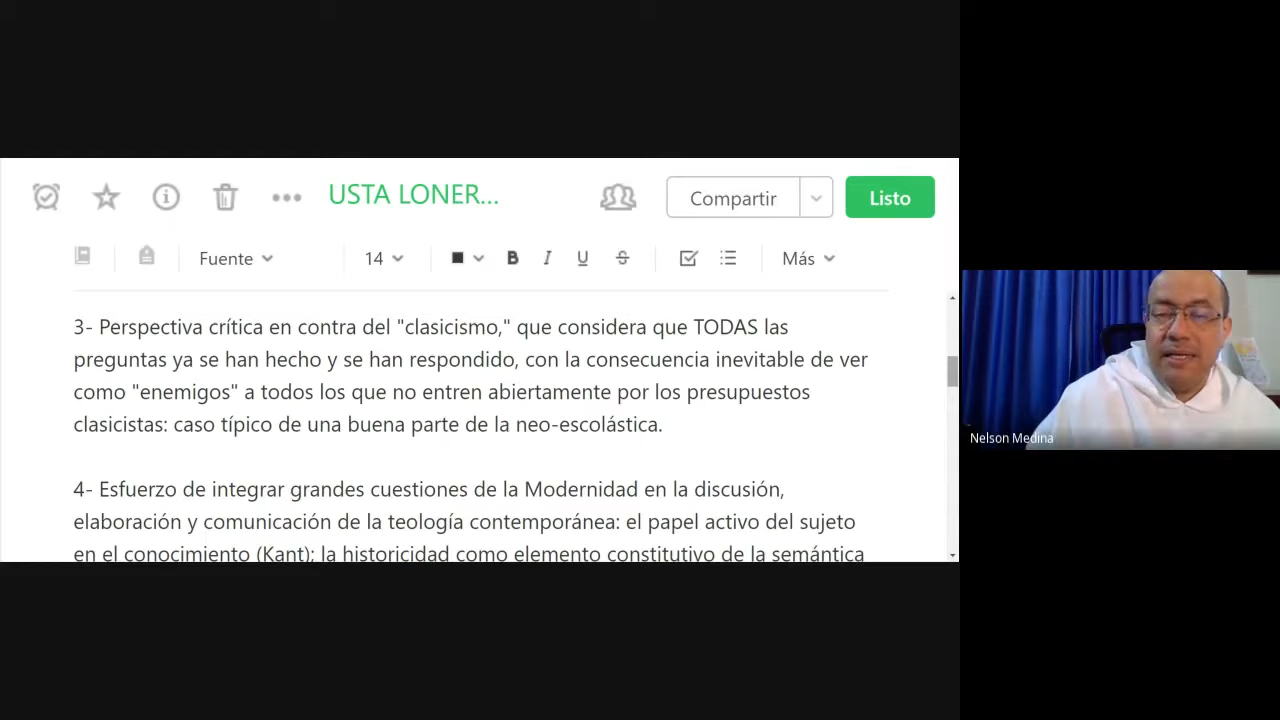 USTA LONER...
Compartir
Listo
Fuente
14
B I U S
Más
3- Perspectiva crítica en contra del "clasicismo," que considera que TODAS las
preguntas ya se han hecho y se han respondido, con la consecuencia inevitable de ver
como "enemigos" a todos los que no entren abiertamente por los presupuestos
clasicistas: caso típico de una buena parte de la neo-escolástica.
4- Esfuerzo de integrar grandes cuestiones de la Modernidad en la discusión,
elaboración y comunicación de la teología contemporánea: el papel activo del sujeto
en el conocimiento (Kant); la historicidad como elemento constitutivo de la semántica
Nelson Medina